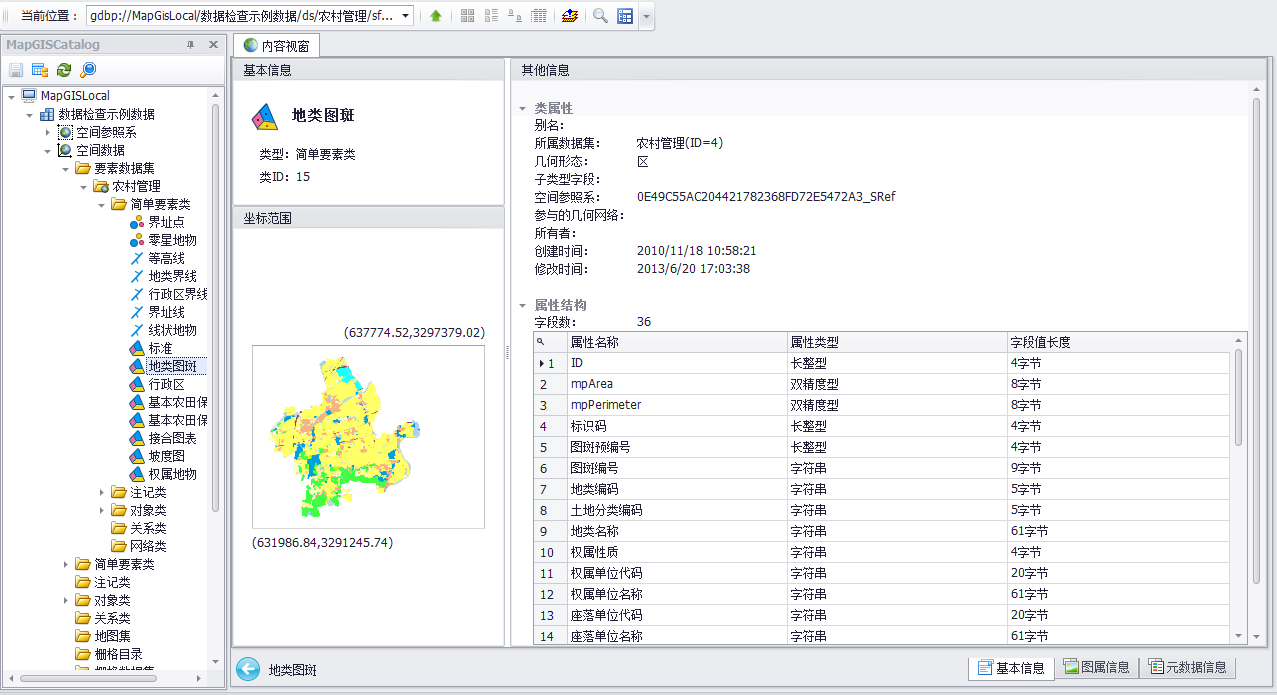 当前位置： gdbp://MapGisLocal/数据检查示例数据/ds/农村管理/sf...
MapGISCatalog
MapGISLocal
数据检查示例数据
空间参照系
空间数据
要素数据集
农村管理
简单要素类
界址点
零星地物
等高线
地类界线
行政区界线
界址线
线状地物
标准
地类图斑
行政区
基本农田保
基本农田保
接合图表
坡度图
权属地物
注记类
对象类
关系类
网络类
简单要素类
注记类
对象类
关系类
地图集
栅格目录
栅格数据集
内容视窗
基本信息
地类图斑
类型： 简单要素类
类ID： 15
坐标范围
(637774.52,3297379.02)
(631986.84,3291245.74)
其他信息
类属性
别名：
所属数据集： 农村管理(ID=4)
几何形态： 区
子类型字段：
空间参照系： 0E49C55AC204421782368FD72E5472A3_SRef
参与的几何网络：
所有者：
创建时间： 2010/11/18 10:58:21
修改时间： 2013/6/20 17:03:38
属性结构
字段数： 36
属性名称 属性类型 字段值长度
1 ID 长整型 4字节
2 mpArea 双精度型 8字节
3 mpPerimeter 双精度型 8字节
4 标识码 长整型 4字节
5 图斑预编号 长整型 4字节
6 图斑编号 字符串 9字节
7 地类编码 字符串 5字节
8 土地分类编码 字符串 5字节
9 地类名称 字符串 61字节
10 权属性质 字符串 4字节
11 权属单位代码 字符串 20字节
12 权属单位名称 字符串 61字节
13 座落单位代码 字符串 20字节
14 座落单位名称 字符串 61字节
地类图斑
基本信息 图属信息 元数据信息